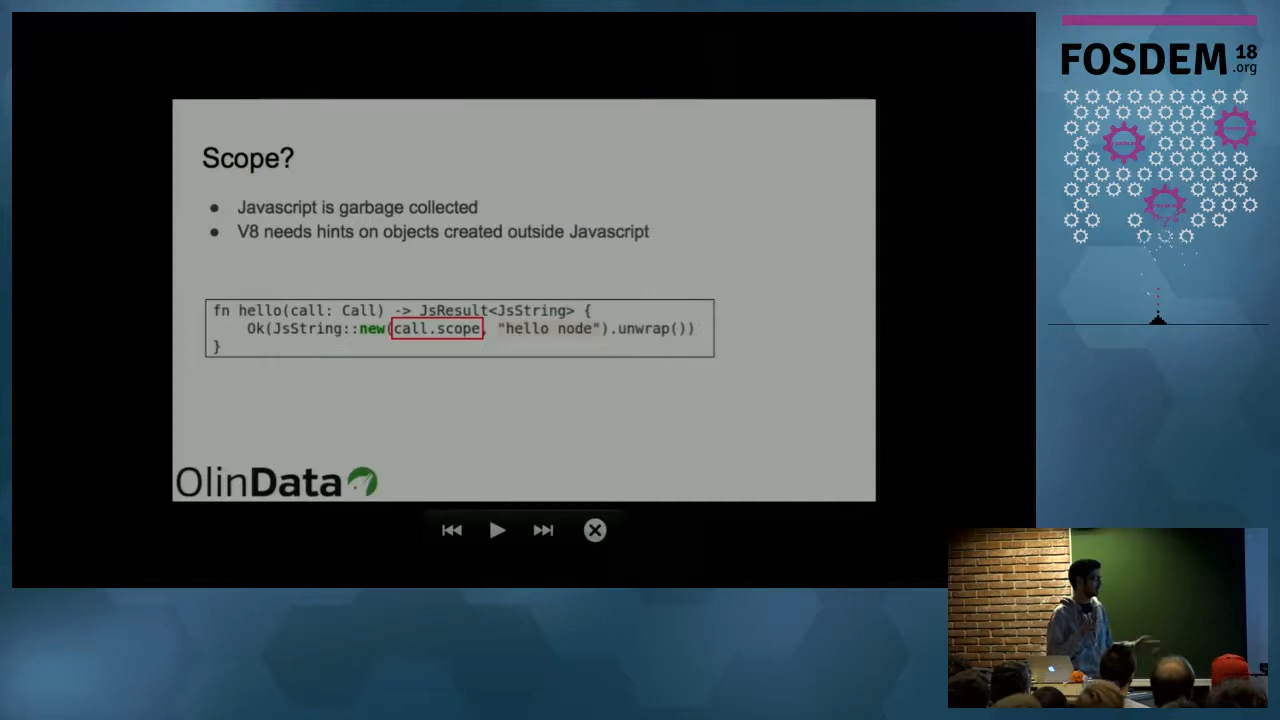 Scope?
● Javascript is garbage collected
● V8 needs hints on objects created outside Javascript
fn hello(call: Call) -> JsResult<JsString> {
Ok(JsString::new(call.scope, "hello node").unwrap())
}
OlinData
FOSDEM 18
.org